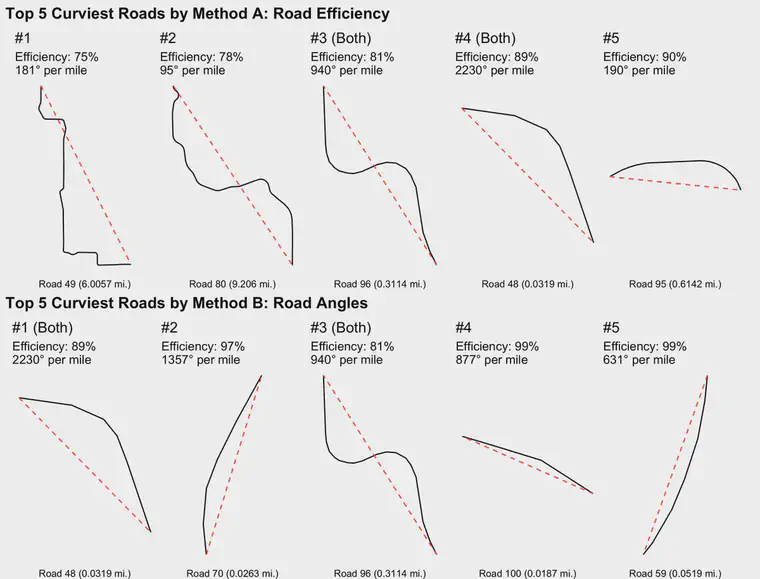 Top 5 Curviest Roads by Method A: Road Efficiency
#1
Efficiency: 75%
181° per mile
Road 49 (6.0057 mi.)
#2
Efficiency: 78%
95° per mile
Road 80 (9.206 mi.)
#3 (Both)
Efficiency: 81%
940° per mile
Road 96 (0.3114 mi.)
#4 (Both)
Efficiency: 89%
2230° per mile
Road 48 (0.0319 mi.)
#5
Efficiency: 90%
190° per mile
Road 95 (0.6142 mi.)
Top 5 Curviest Roads by Method B: Road Angles
#1 (Both)
Efficiency: 89%
2230° per mile
Road 48 (0.0319 mi.)
#2
Efficiency: 97%
1357° per mile
Road 70 (0.0263 mi.)
#3 (Both)
Efficiency: 81%
940° per mile
Road 96 (0.3114 mi.)
#4
Efficiency: 99%
877° per mile
Road 100 (0.0187 mi.)
#5
Efficiency: 99%
631° per mile
Road 59 (0.0519 mi.)